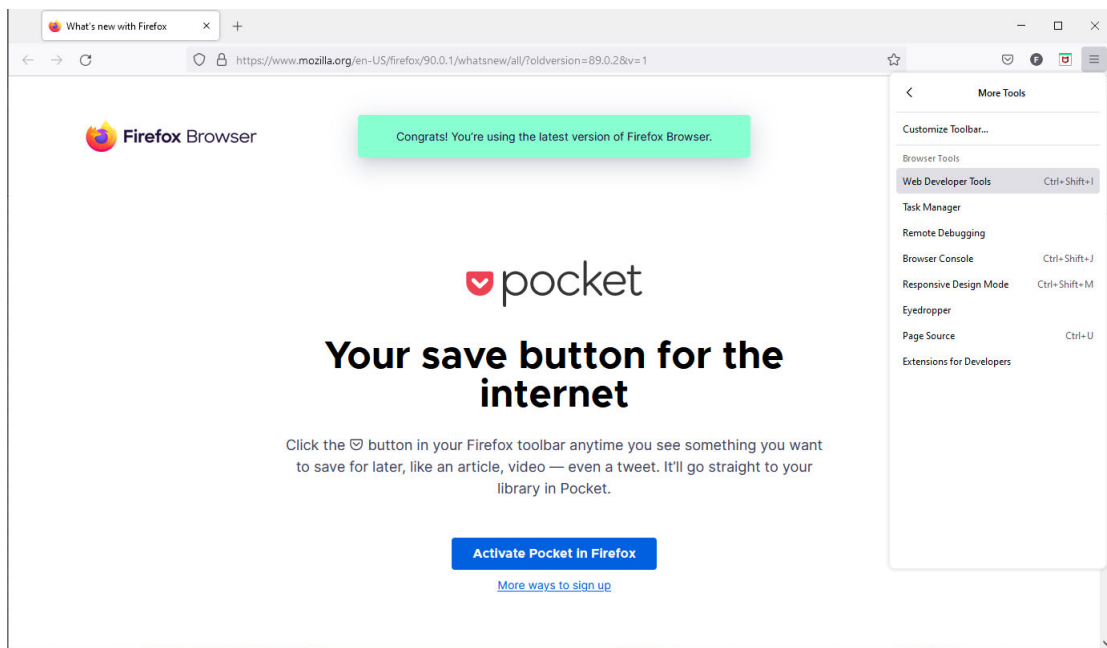 What's new with Firefox
https://www.mozilla.org/en-US/firefox/90.0.1/whatsnew/all/?oldversion=89.0.2&v=1
F
More Tools
Customize Toolbar...
Browser Tools
Web Developer Tools Ctrl+Shift+I
Task Manager
Remote Debugging
Browser Console Ctrl+Shift+J
Responsive Design Mode Ctrl+Shift+M
Eyedropper
Page Source Ctrl+U
Extensions for Developers
Firefox Browser
Congrats! You're using the latest version of Firefox Browser.
pocket
Your save button for the
internet
Click the button in your Firefox toolbar anytime you see something you want
to save for later, like an article, video — even a tweet. It'll go straight to your
library in Pocket.
Activate Pocket in Firefox
More ways to sign up